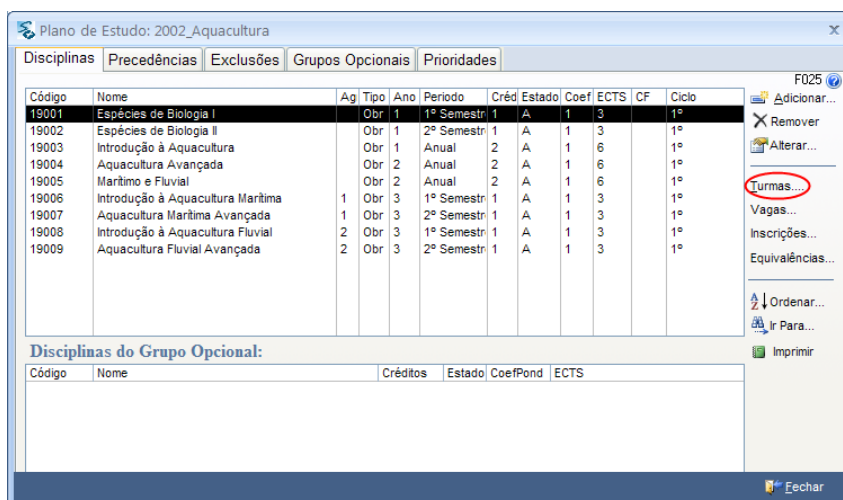 Plano de Estudo: 2002_Aquacultura x
Disciplinas Precedências Exclusões Grupos Opcionais Prioridades
F025
Código Nome Ag Tipo Ano Periodo Créd Estado Coef ECTS CF Ciclo
19001 Espécies de Biologia I Obr 1 1º Semestr 1 A 1 3 1º
19002 Espécies de Biologia II Obr 1 2º Semestr 1 A 1 3 1º
19003 Introdução à Aquacultura Obr 1 Anual 2 A 1 6 1º
19004 Aquacultura Avançada Obr 2 Anual 2 A 1 6 1º
19005 Marítimo e Fluvial Obr 2 Anual 2 A 1 6 1º
19006 Introdução à Aquacultura Marítima 1 Obr 3 1º Semestr 1 A 1 3 1º
19007 Aquacultura Marítima Avançada 1 Obr 3 2º Semestr 1 A 1 3 1º
19008 Introdução à Aquacultura Fluvial 2 Obr 3 1º Semestr 1 A 1 3 1º
19009 Aquacultura Fluvial Avançada 2 Obr 3 2º Semestr 1 A 1 3 1º
Adicionar...
Remover
Alterar...
Turmas....
Vagas...
Inscrições...
Equivalências...
Ordenar...
Ir Para...
Imprimir
Disciplinas do Grupo Opcional:
Código Nome Créditos Estado CoefPond ECTS
Fechar